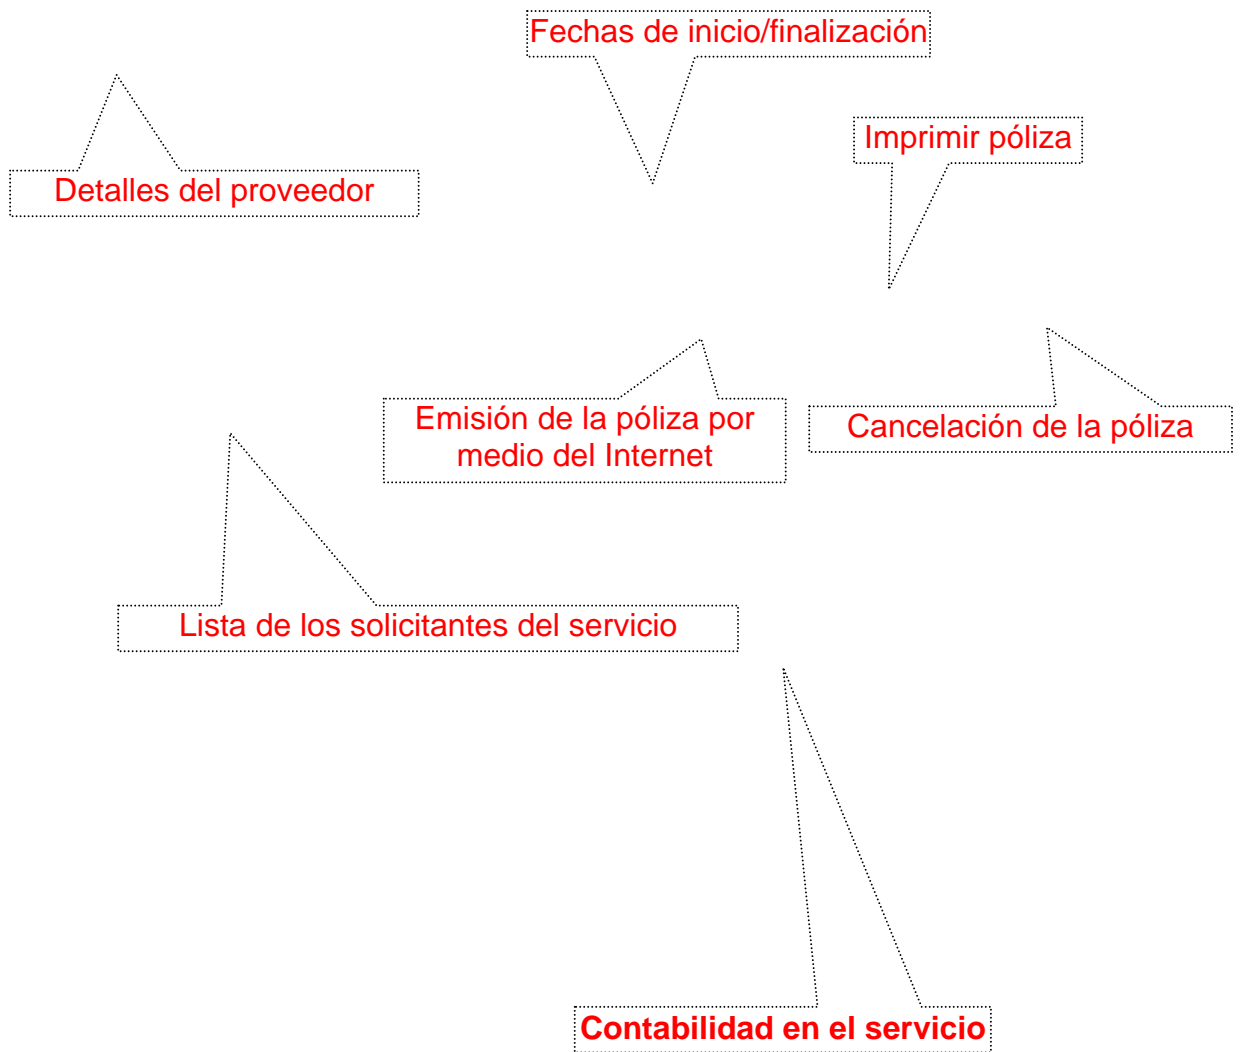 Fechas de inicio/finalización
Imprimir póliza
Detalles del proveedor
Emisión de la póliza por
medio del Internet
Cancelación de la póliza
Lista de los solicitantes del servicio
Contabilidad en el servicio